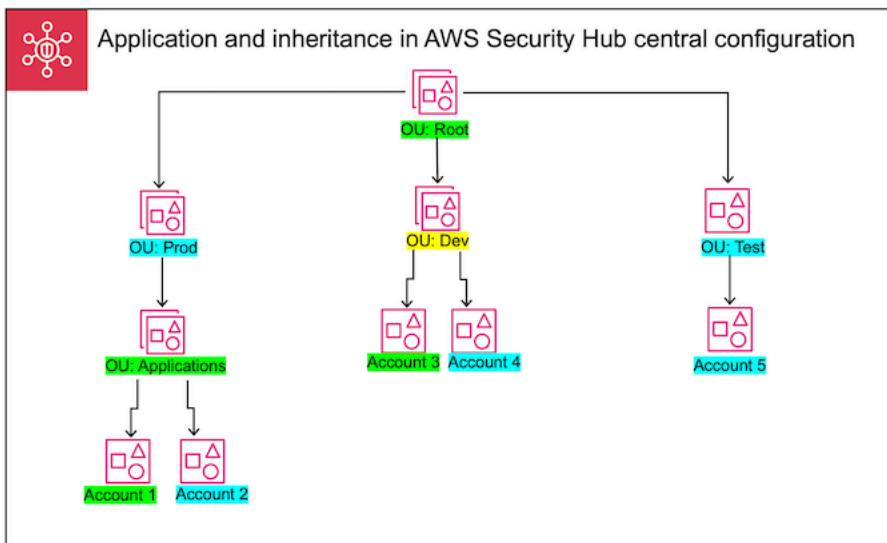 Application and inheritance in AWS Security Hub central configuration
OU: Root
OU: Prod
OU: Dev
OU: Test
OU: Applications
Account 3
Account 4
Account 5
Account 1
Account 2